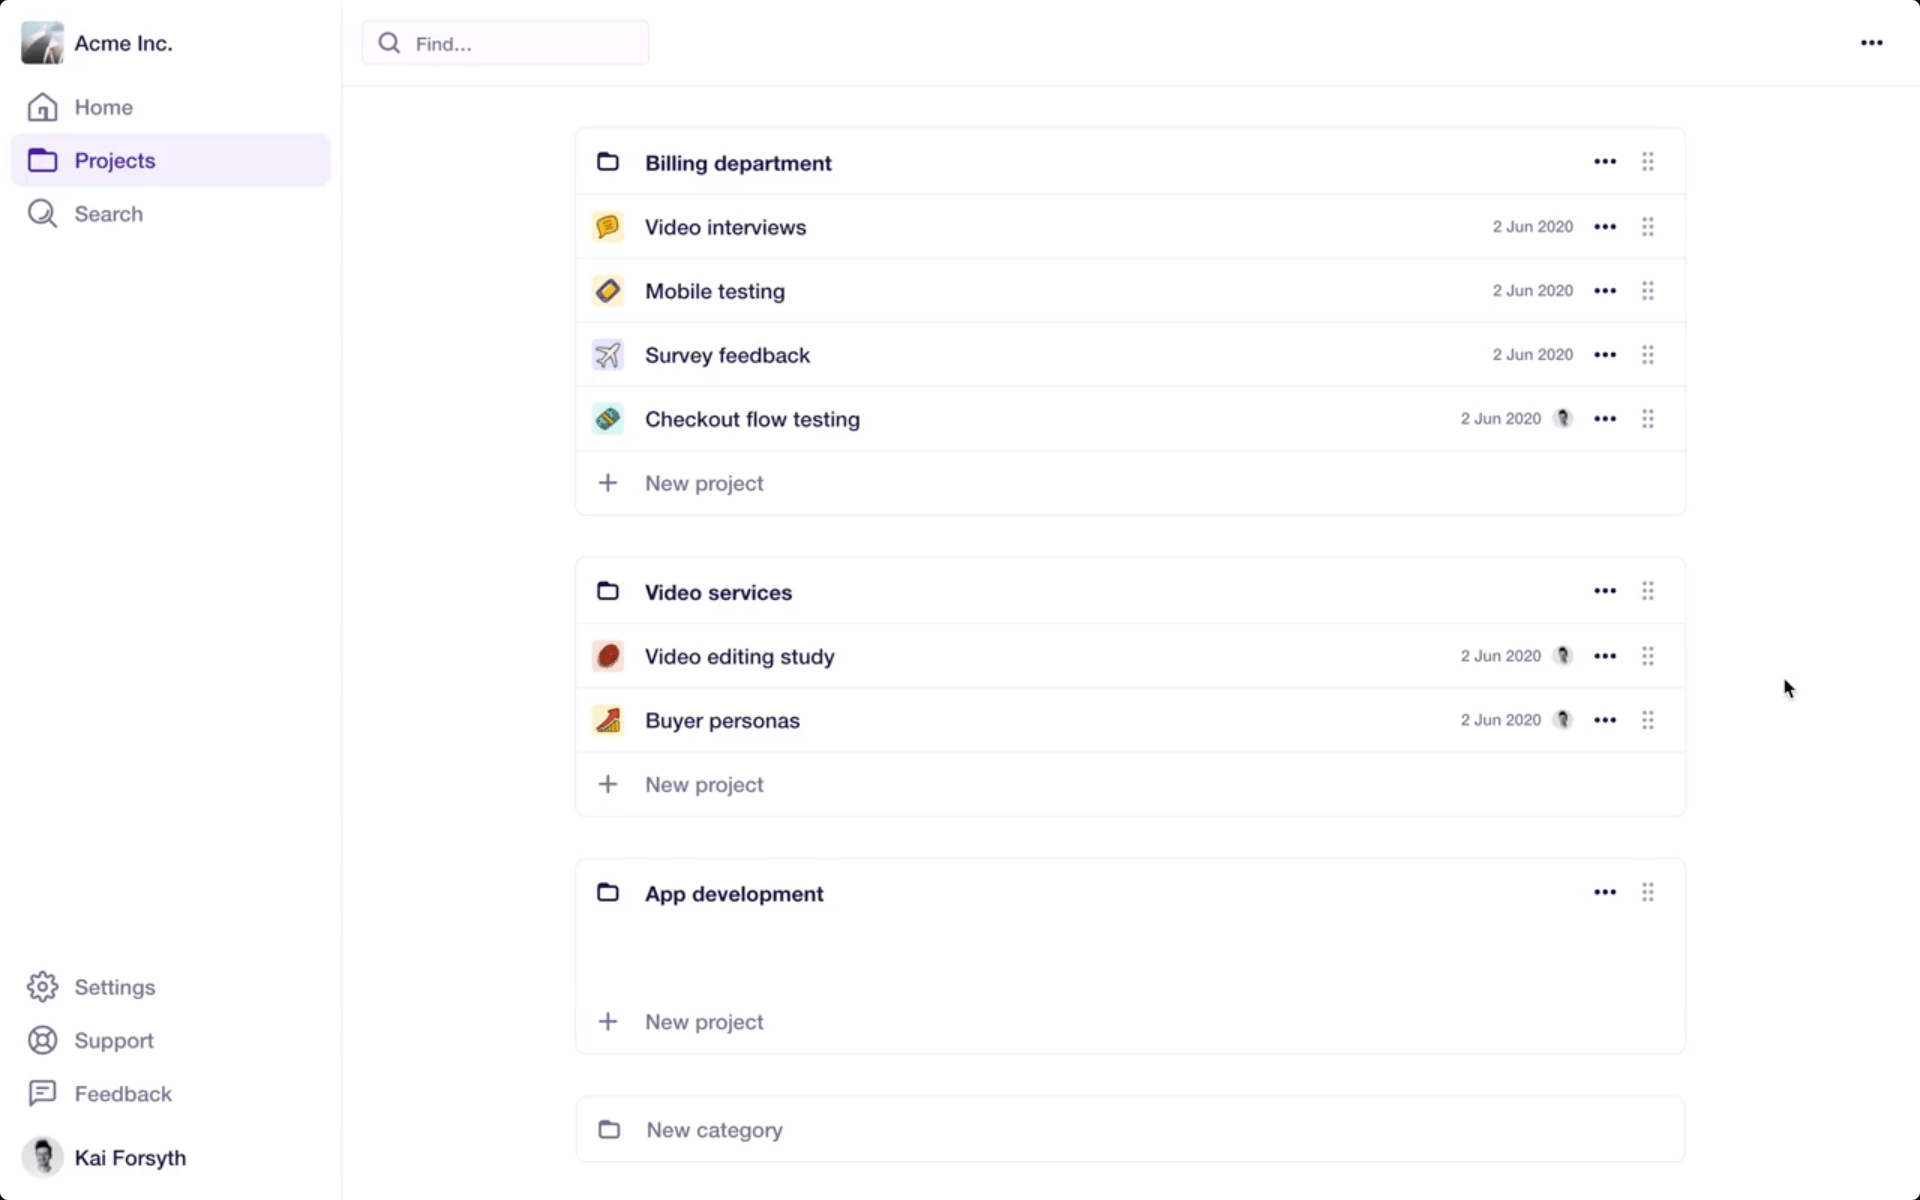 Acme Inc.
Home
Projects
Search
Settings
Support
Feedback
Kai Forsyth
Find...
Billing department
Video interviews 2 Jun 2020
Mobile testing 2 Jun 2020
Survey feedback 2 Jun 2020
Checkout flow testing 2 Jun 2020
New project
Video services
Video editing study 2 Jun 2020
Buyer personas 2 Jun 2020
New project
App development
New project
New category